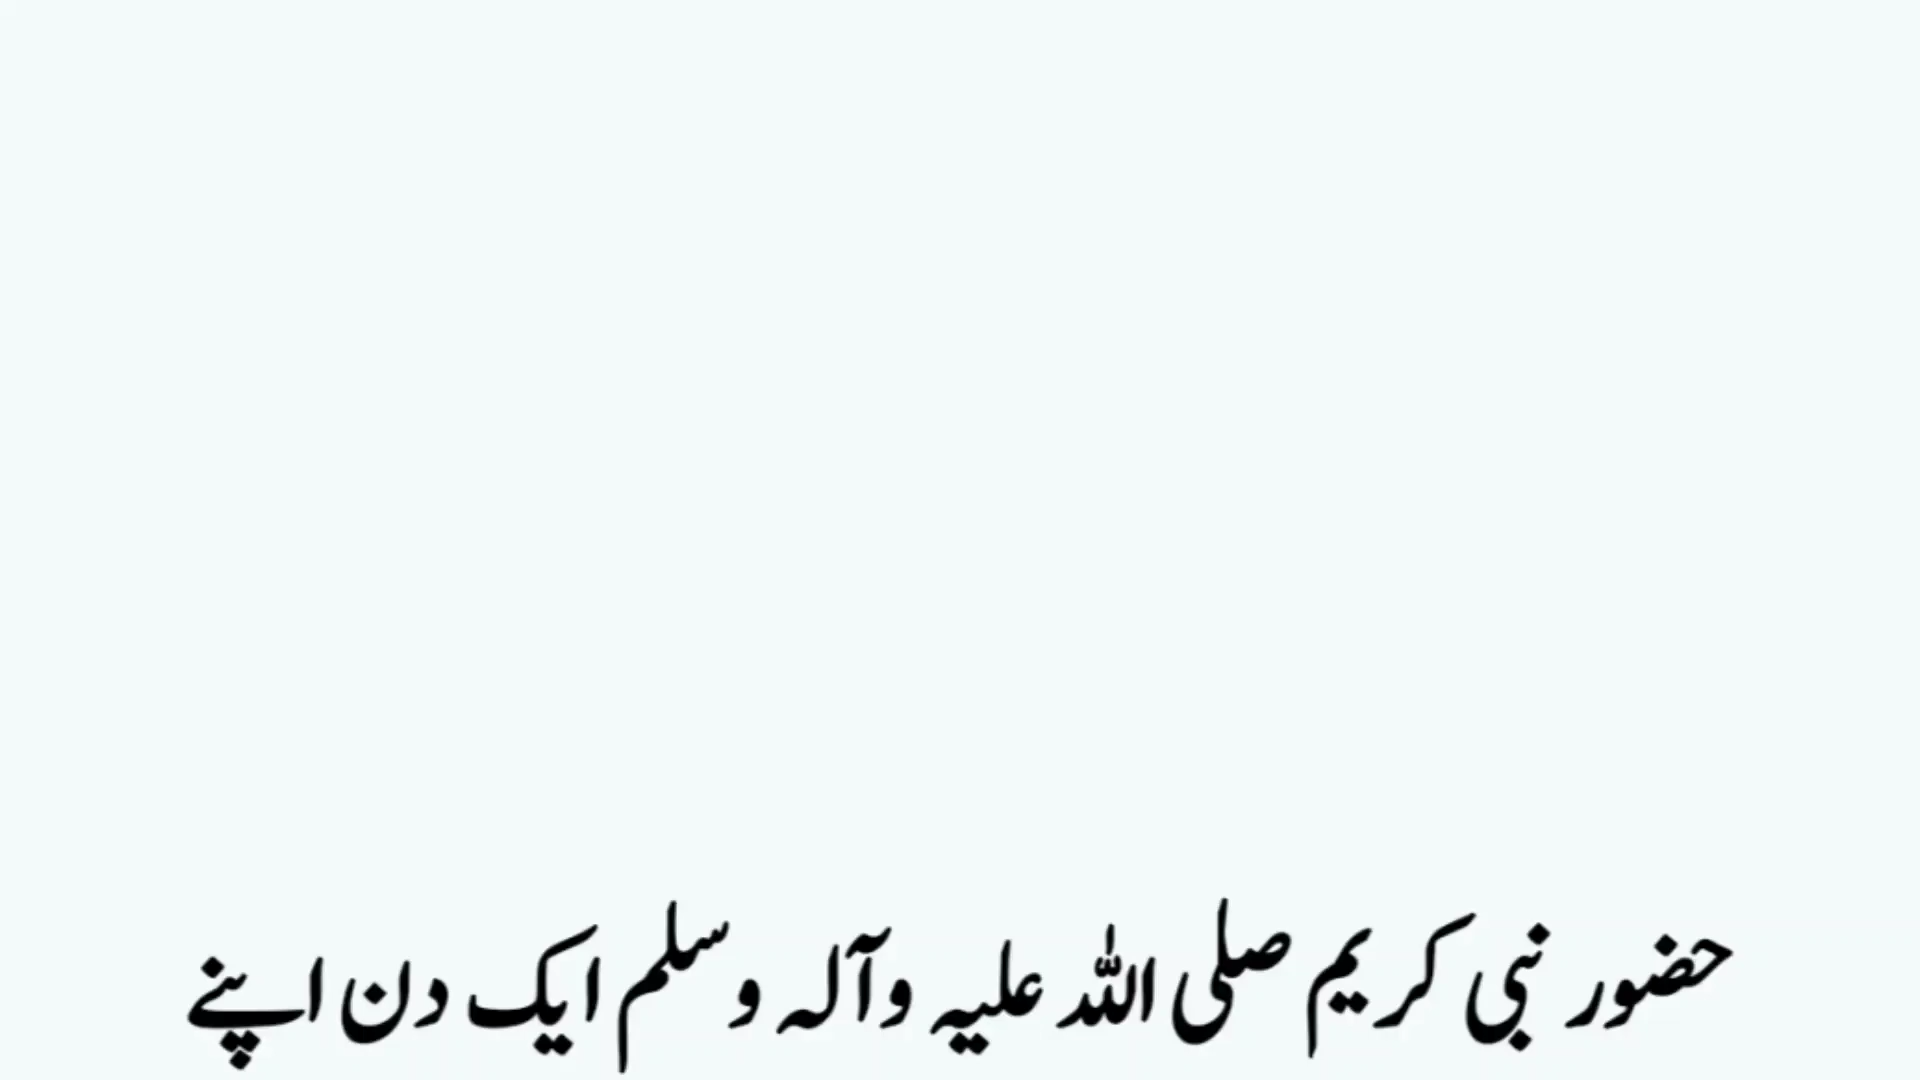 حضور نبی کریم صلی اللہ علیہ وآلہ وسلم ایک دن اپنے